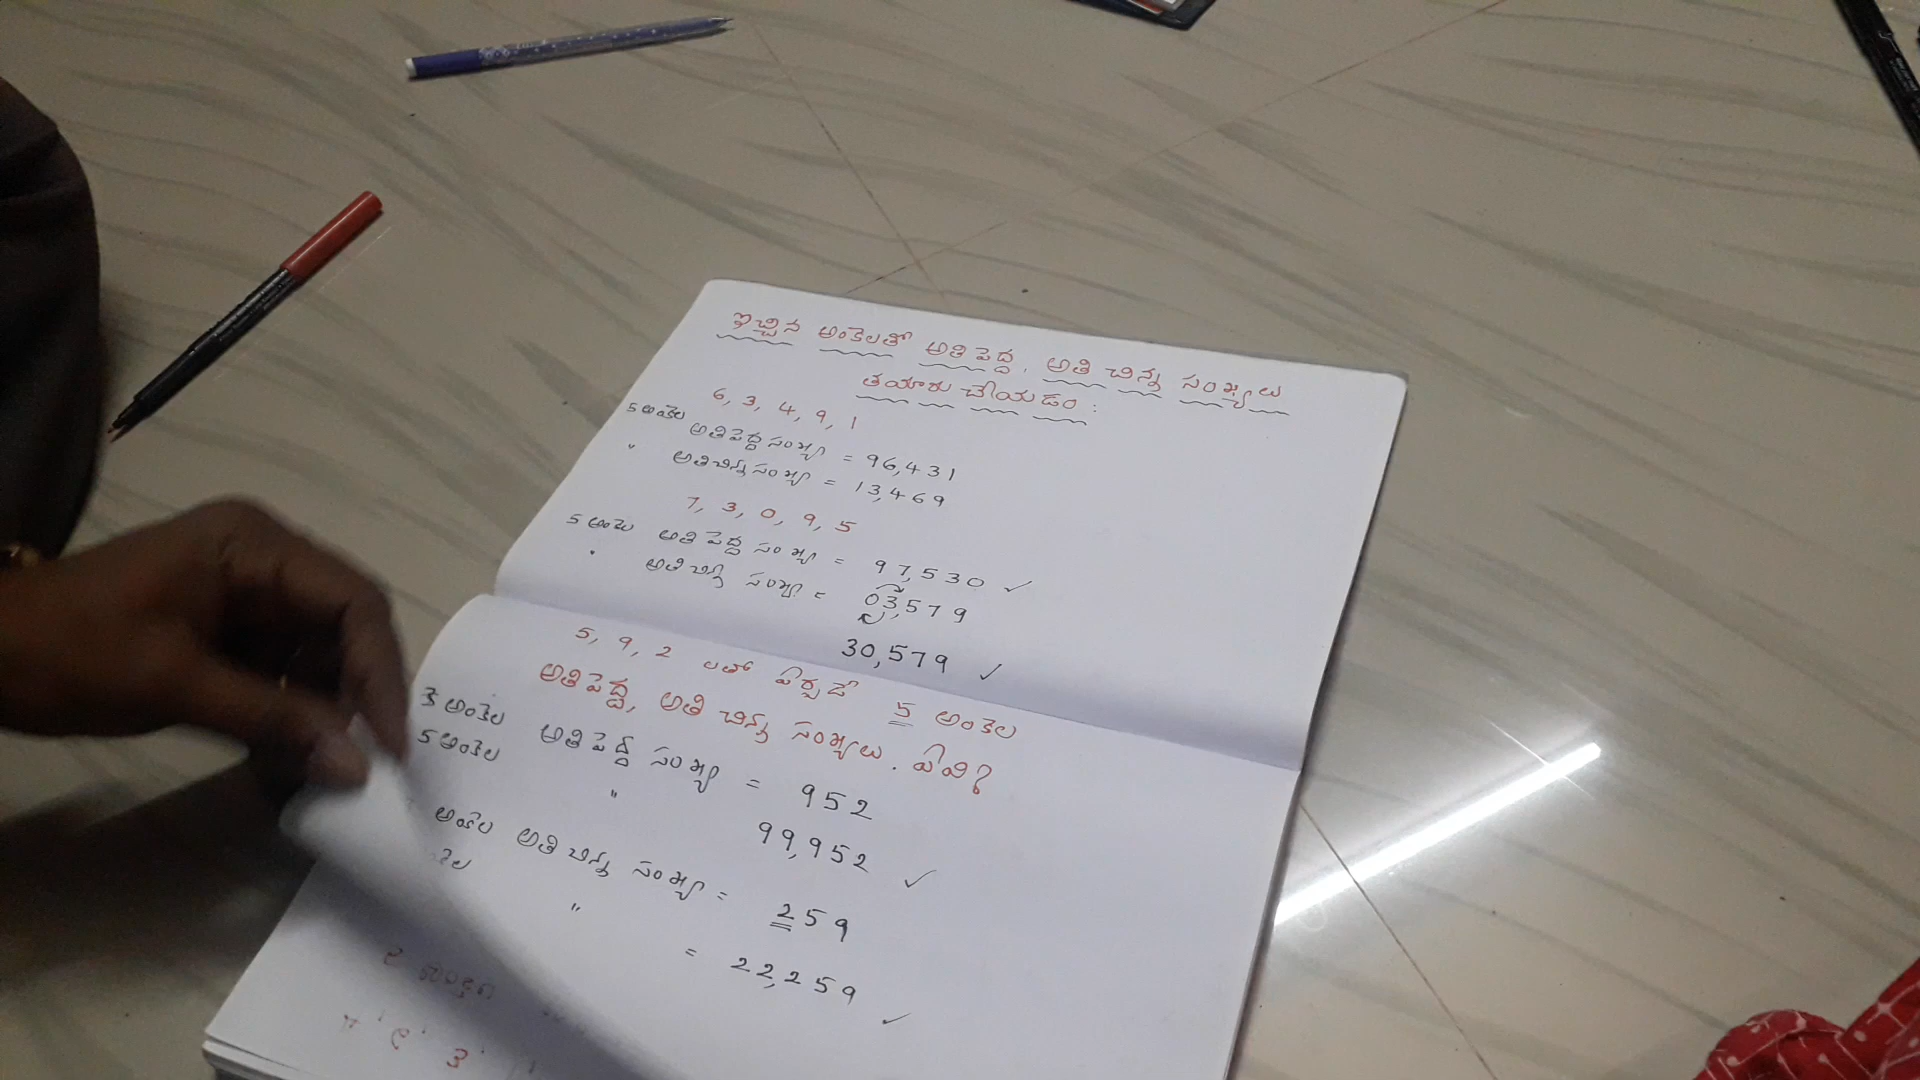 ఇచ్చిన అంకెలతో అతి పెద్ద, అతి చిన్న సంఖ్యలు
తయారు చేయడం :
6, 3, 4, 9, 1
5 అంకెల అతి పెద్ద సంఖ్య = 96,431
" అతి చిన్న సంఖ్య = 13,469
7, 3, 0, 9, 5
5 అంకెల అతి పెద్ద సంఖ్య = 97,530 ✓
" అతి చిన్న సంఖ్య = 03,579
30,579 ✓
5, 9, 2 లతో ఏర్పడే 5 అంకెల
అతి పెద్ద, అతి చిన్న సంఖ్యలు. ఏవి?
3 అంకెల అతి పెద్ద సంఖ్య = 952
5 అంకెల " 99,952 ✓
అంకెల అతి చిన్న సంఖ్య = 259
" = 22,259 ✓